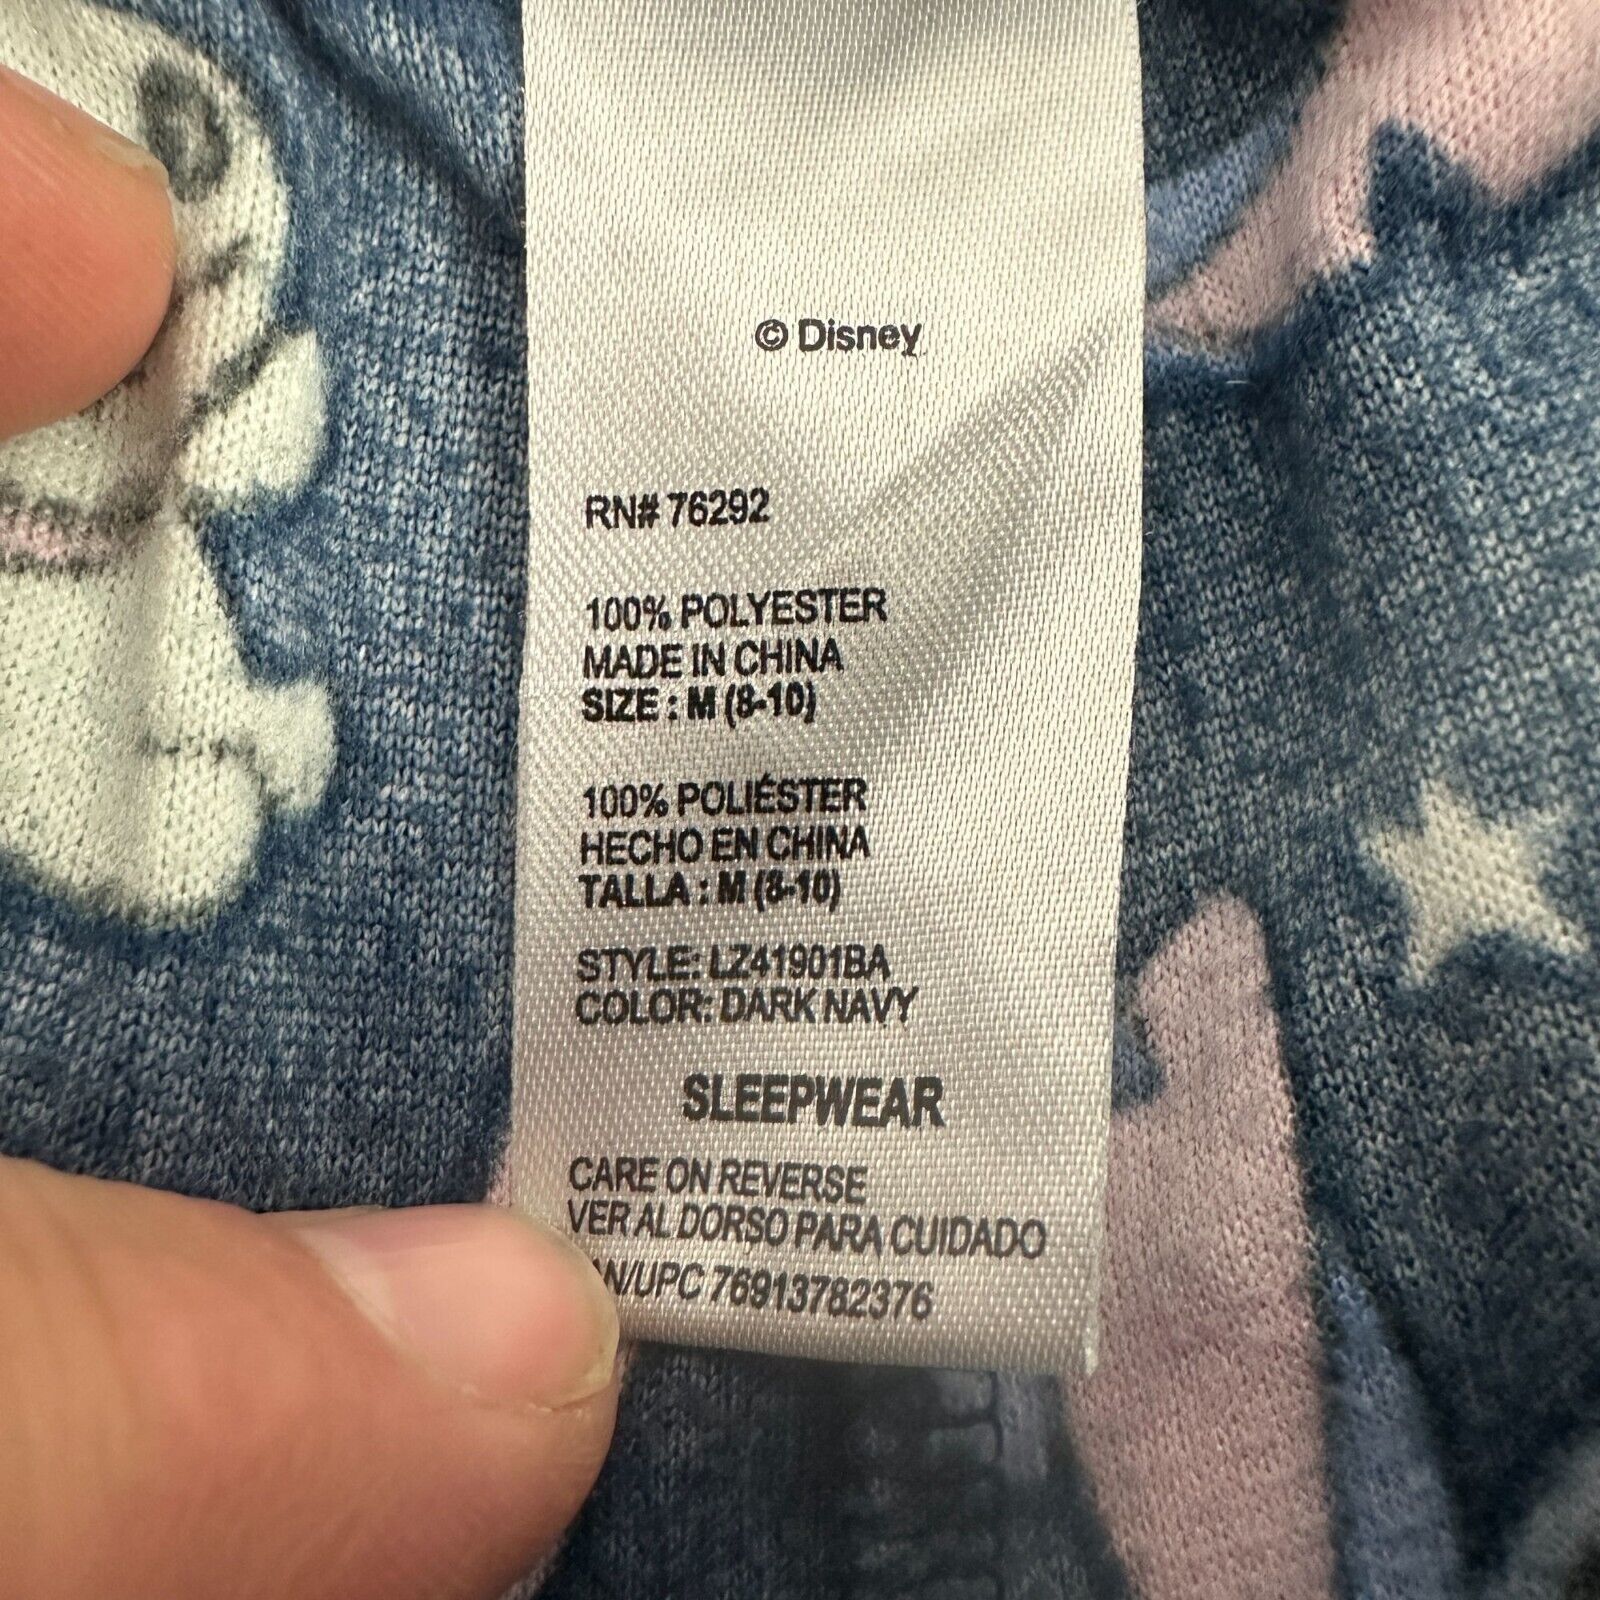 © Disney
RN# 76292
100% POLYESTER
MADE IN CHINA
SIZE : M (8-10)
100% POLIÉSTER
HECHO EN CHINA
TALLA : M (8-10)
STYLE: LZ41901BA
COLOR: DARK NAVY
SLEEPWEAR
CARE ON REVERSE
VER AL DORSO PARA CUIDADO
76913782376